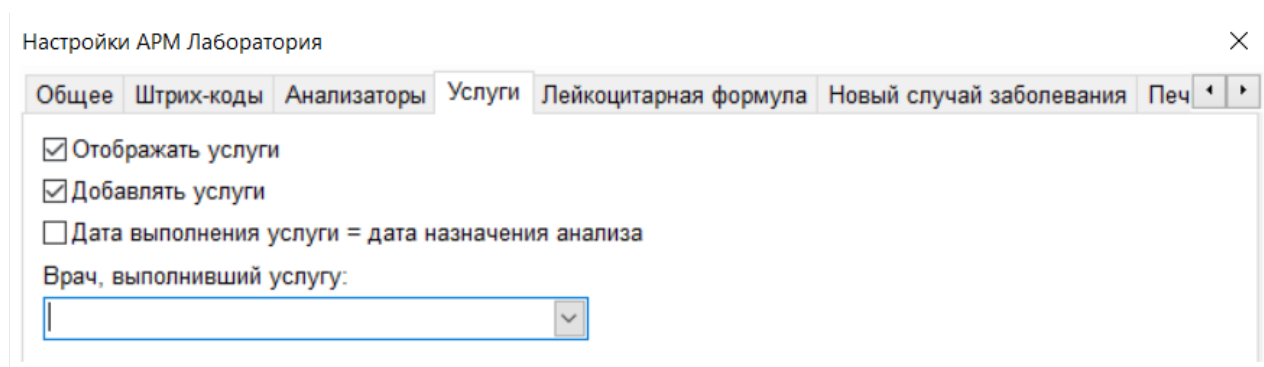 Настройки АРМ Лаборатория
Общее Штрих-коды Анализаторы Услуги Лейкоцитарная формула Новый случай заболевания Печ
Отображать услуги
Добавлять услуги
Дата выполнения услуги = дата назначения анализа
Врач, выполнивший услугу: